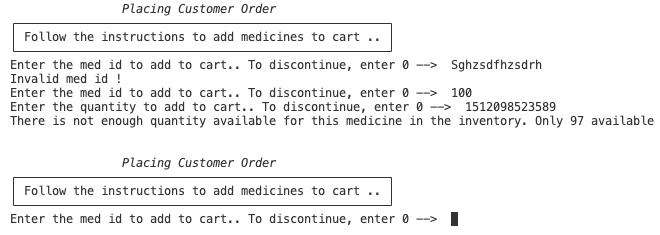 Placing Customer Order
Follow the instructions to add medicines to cart ..
Enter the med id to add to cart.. To discontinue, enter 0 -->  Sghzsdfhzsdrh
Invalid med id !
Enter the med id to add to cart.. To discontinue, enter 0 -->  100
Enter the quantity to add to cart.. To discontinue, enter 0 -->  1512098523589
There is not enough quantity available for this medicine in the inventory. Only 97 available
Placing Customer Order
Follow the instructions to add medicines to cart ..
Enter the med id to add to cart.. To discontinue, enter 0 -->